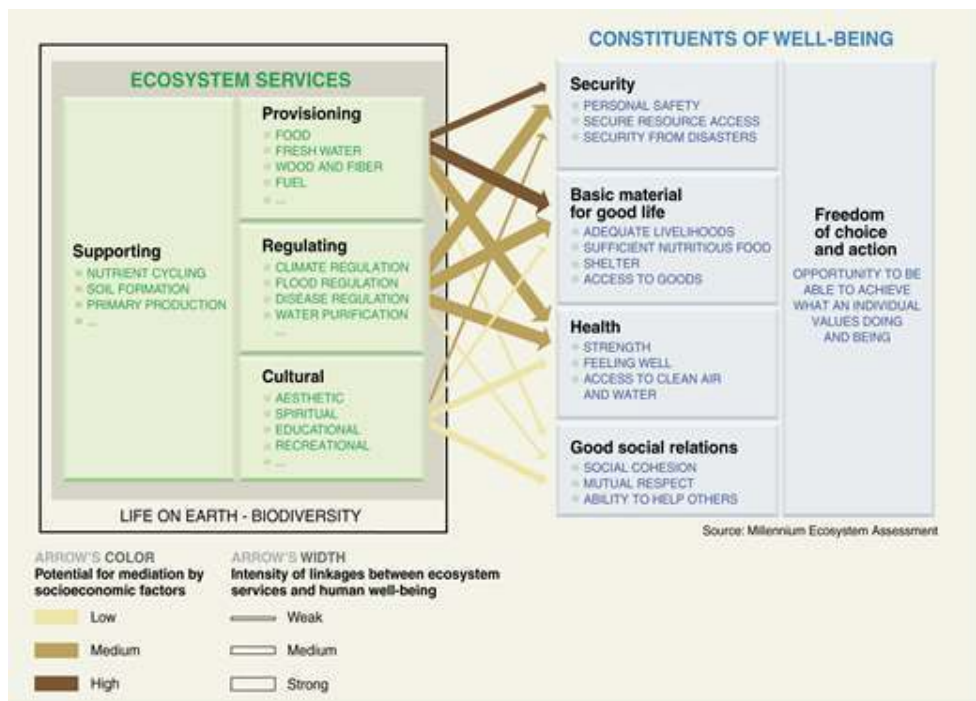 CONSTITUENTS OF WELL-BEING
ECOSYSTEM SERVICES
Supporting
NUTRIENT CYCLING
SOIL FORMATION
PRIMARY PRODUCTION
...
Provisioning
FOOD
FRESH WATER
WOOD AND FIBER
FUEL
...
Regulating
CLIMATE REGULATION
FLOOD REGULATION
DISEASE REGULATION
WATER PURIFICATION
...
Cultural
AESTHETIC
SPIRITUAL
EDUCATIONAL
RECREATIONAL
...
LIFE ON EARTH - BIODIVERSITY
Security
PERSONAL SAFETY
SECURE RESOURCE ACCESS
SECURITY FROM DISASTERS
Basic material
for good life
ADEQUATE LIVELIHOODS
SUFFICIENT NUTRITIOUS FOOD
SHELTER
ACCESS TO GOODS
Health
STRENGTH
FEELING WELL
ACCESS TO CLEAN AIR
AND WATER
Good social relations
SOCIAL COHESION
MUTUAL RESPECT
ABILITY TO HELP OTHERS
Freedom
of choice
and action
OPPORTUNITY TO BE
ABLE TO ACHIEVE
WHAT AN INDIVIDUAL
VALUES DOING
AND BEING
Source: Millennium Ecosystem Assessment
ARROW'S COLOR
Potential for mediation by
socioeconomic factors
Low
Medium
High
ARROW'S WIDTH
Intensity of linkages between ecosystem
services and human well-being
Weak
Medium
Strong